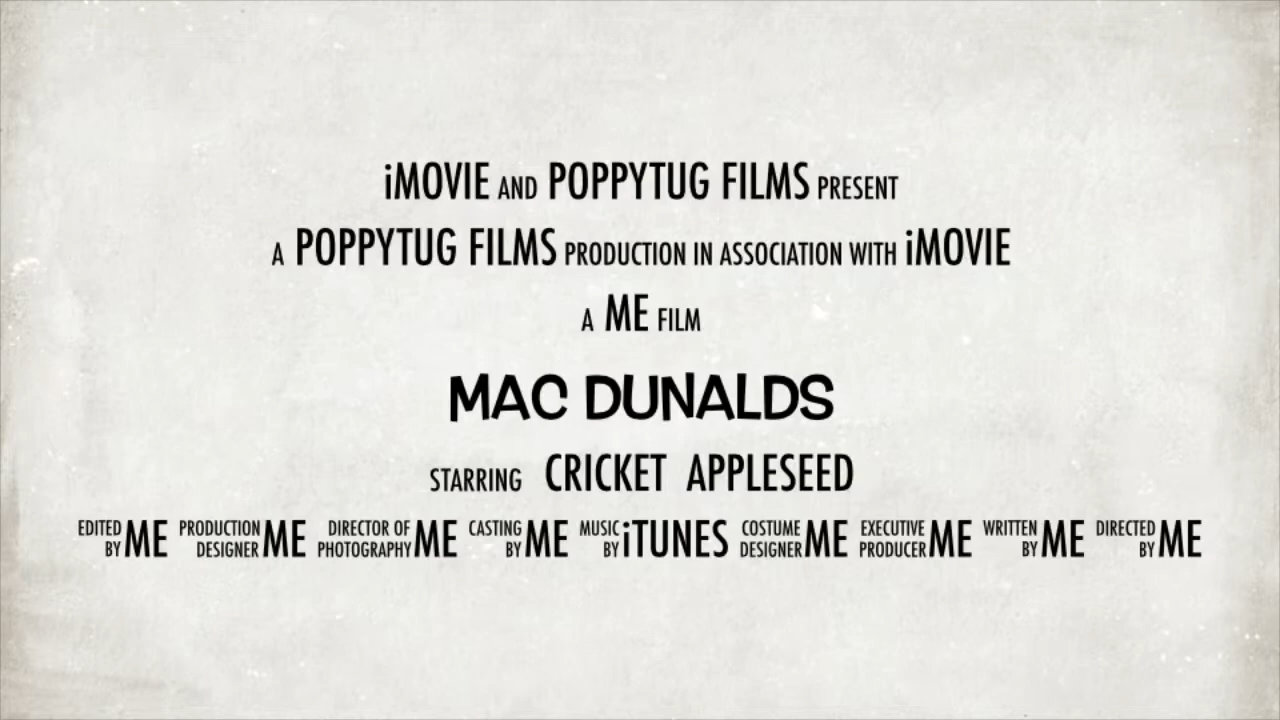 iMOVIE AND POPPYTUG FILMS PRESENT
A POPPYTUG FILMS PRODUCTION IN ASSOCIATION WITH iMOVIE
A ME FILM
MAC DUNALDS
STARRING CRICKET APPLESEED
EDITED BY ME PRODUCTION DESIGNER ME DIRECTOR OF PHOTOGRAPHY ME CASTING BY ME MUSIC BY iTUNES COSTUME DESIGNER ME EXECUTIVE PRODUCER ME WRITTEN BY ME DIRECTED BY ME